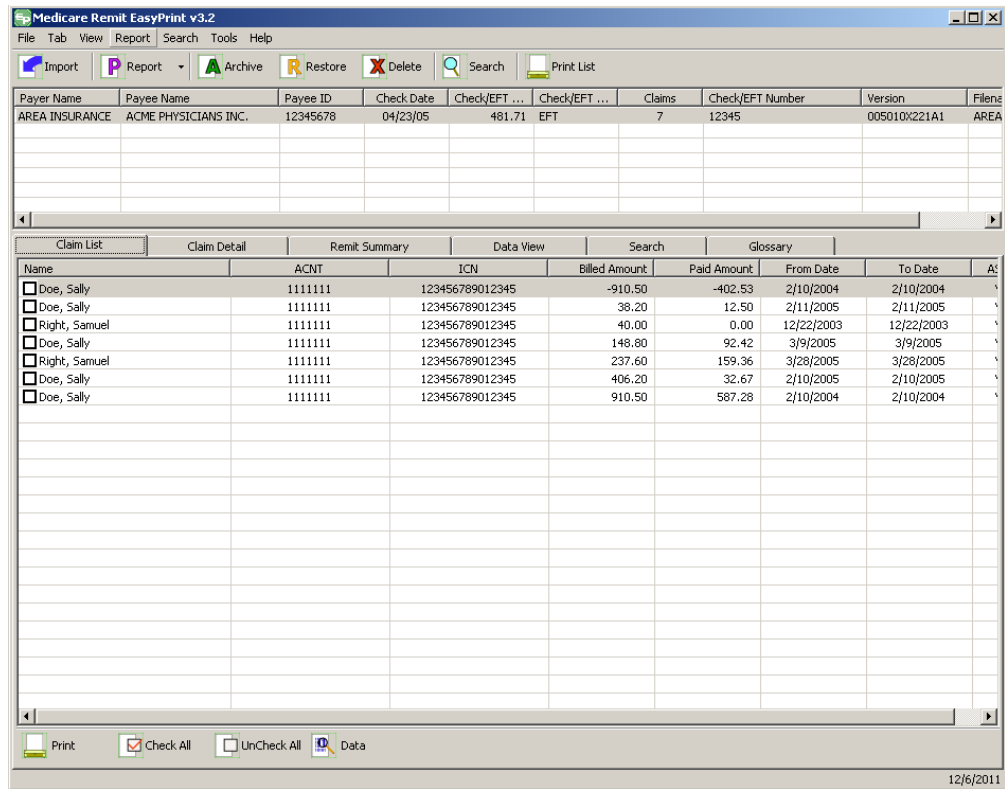 Medicare Remit EasyPrint v3.2
File Tab View Report Search Tools Help
Import Report Archive Restore Delete Search Print List
Payer Name Payee Name Payee ID Check Date Check/EFT ... Check/EFT ... Claims Check/EFT Number Version Filena
AREA INSURANCE ACME PHYSICIANS INC. 12345678 04/23/05 481.71 EFT 7 12345 005010X221A1 AREA
Claim List Claim Detail Remit Summary Data View Search Glossary
Name ACNT ICN Billed Amount Paid Amount From Date To Date AS
Doe, Sally 1111111 123456789012345 -910.50 -402.53 2/10/2004 2/10/2004
Doe, Sally 1111111 123456789012345 38.20 12.50 2/11/2005 2/11/2005
Right, Samuel 1111111 123456789012345 40.00 0.00 12/22/2003 12/22/2003
Doe, Sally 1111111 123456789012345 148.80 92.42 3/9/2005 3/9/2005
Right, Samuel 1111111 123456789012345 237.60 159.36 3/28/2005 3/28/2005
Doe, Sally 1111111 123456789012345 406.20 32.67 2/10/2005 2/10/2005
Doe, Sally 1111111 123456789012345 910.50 587.28 2/10/2004 2/10/2004
Print Check All UnCheck All Data
12/6/2011